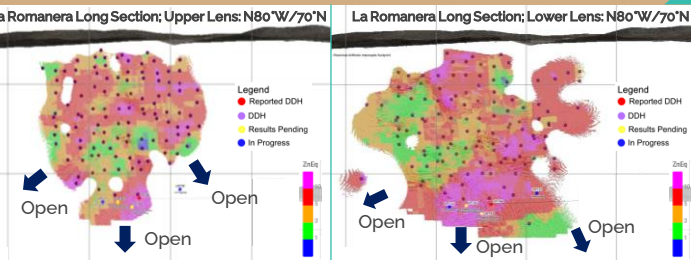 a Romanera Long Section; Upper Lens: N80°W/70°N
Legend
Reported DDH
DDH
Results Pending
In Progress
ZnEq
Open
Open
Open
La Romanera Long Section; Lower Lens: N80°W/70°N
Legend
Reported DDH
DDH
Results Pending
In Progress
ZnEq
Open
Open
Open